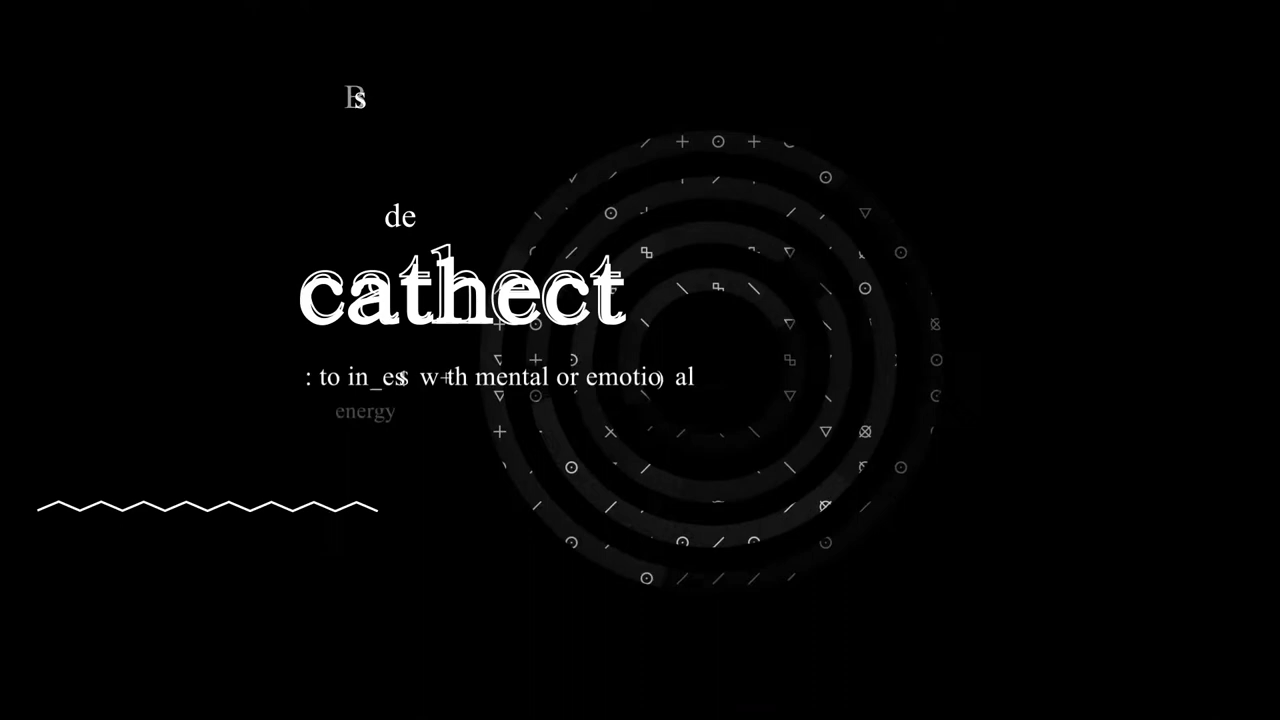 de
cathect
: to in_es w th mental or emotio al
energy